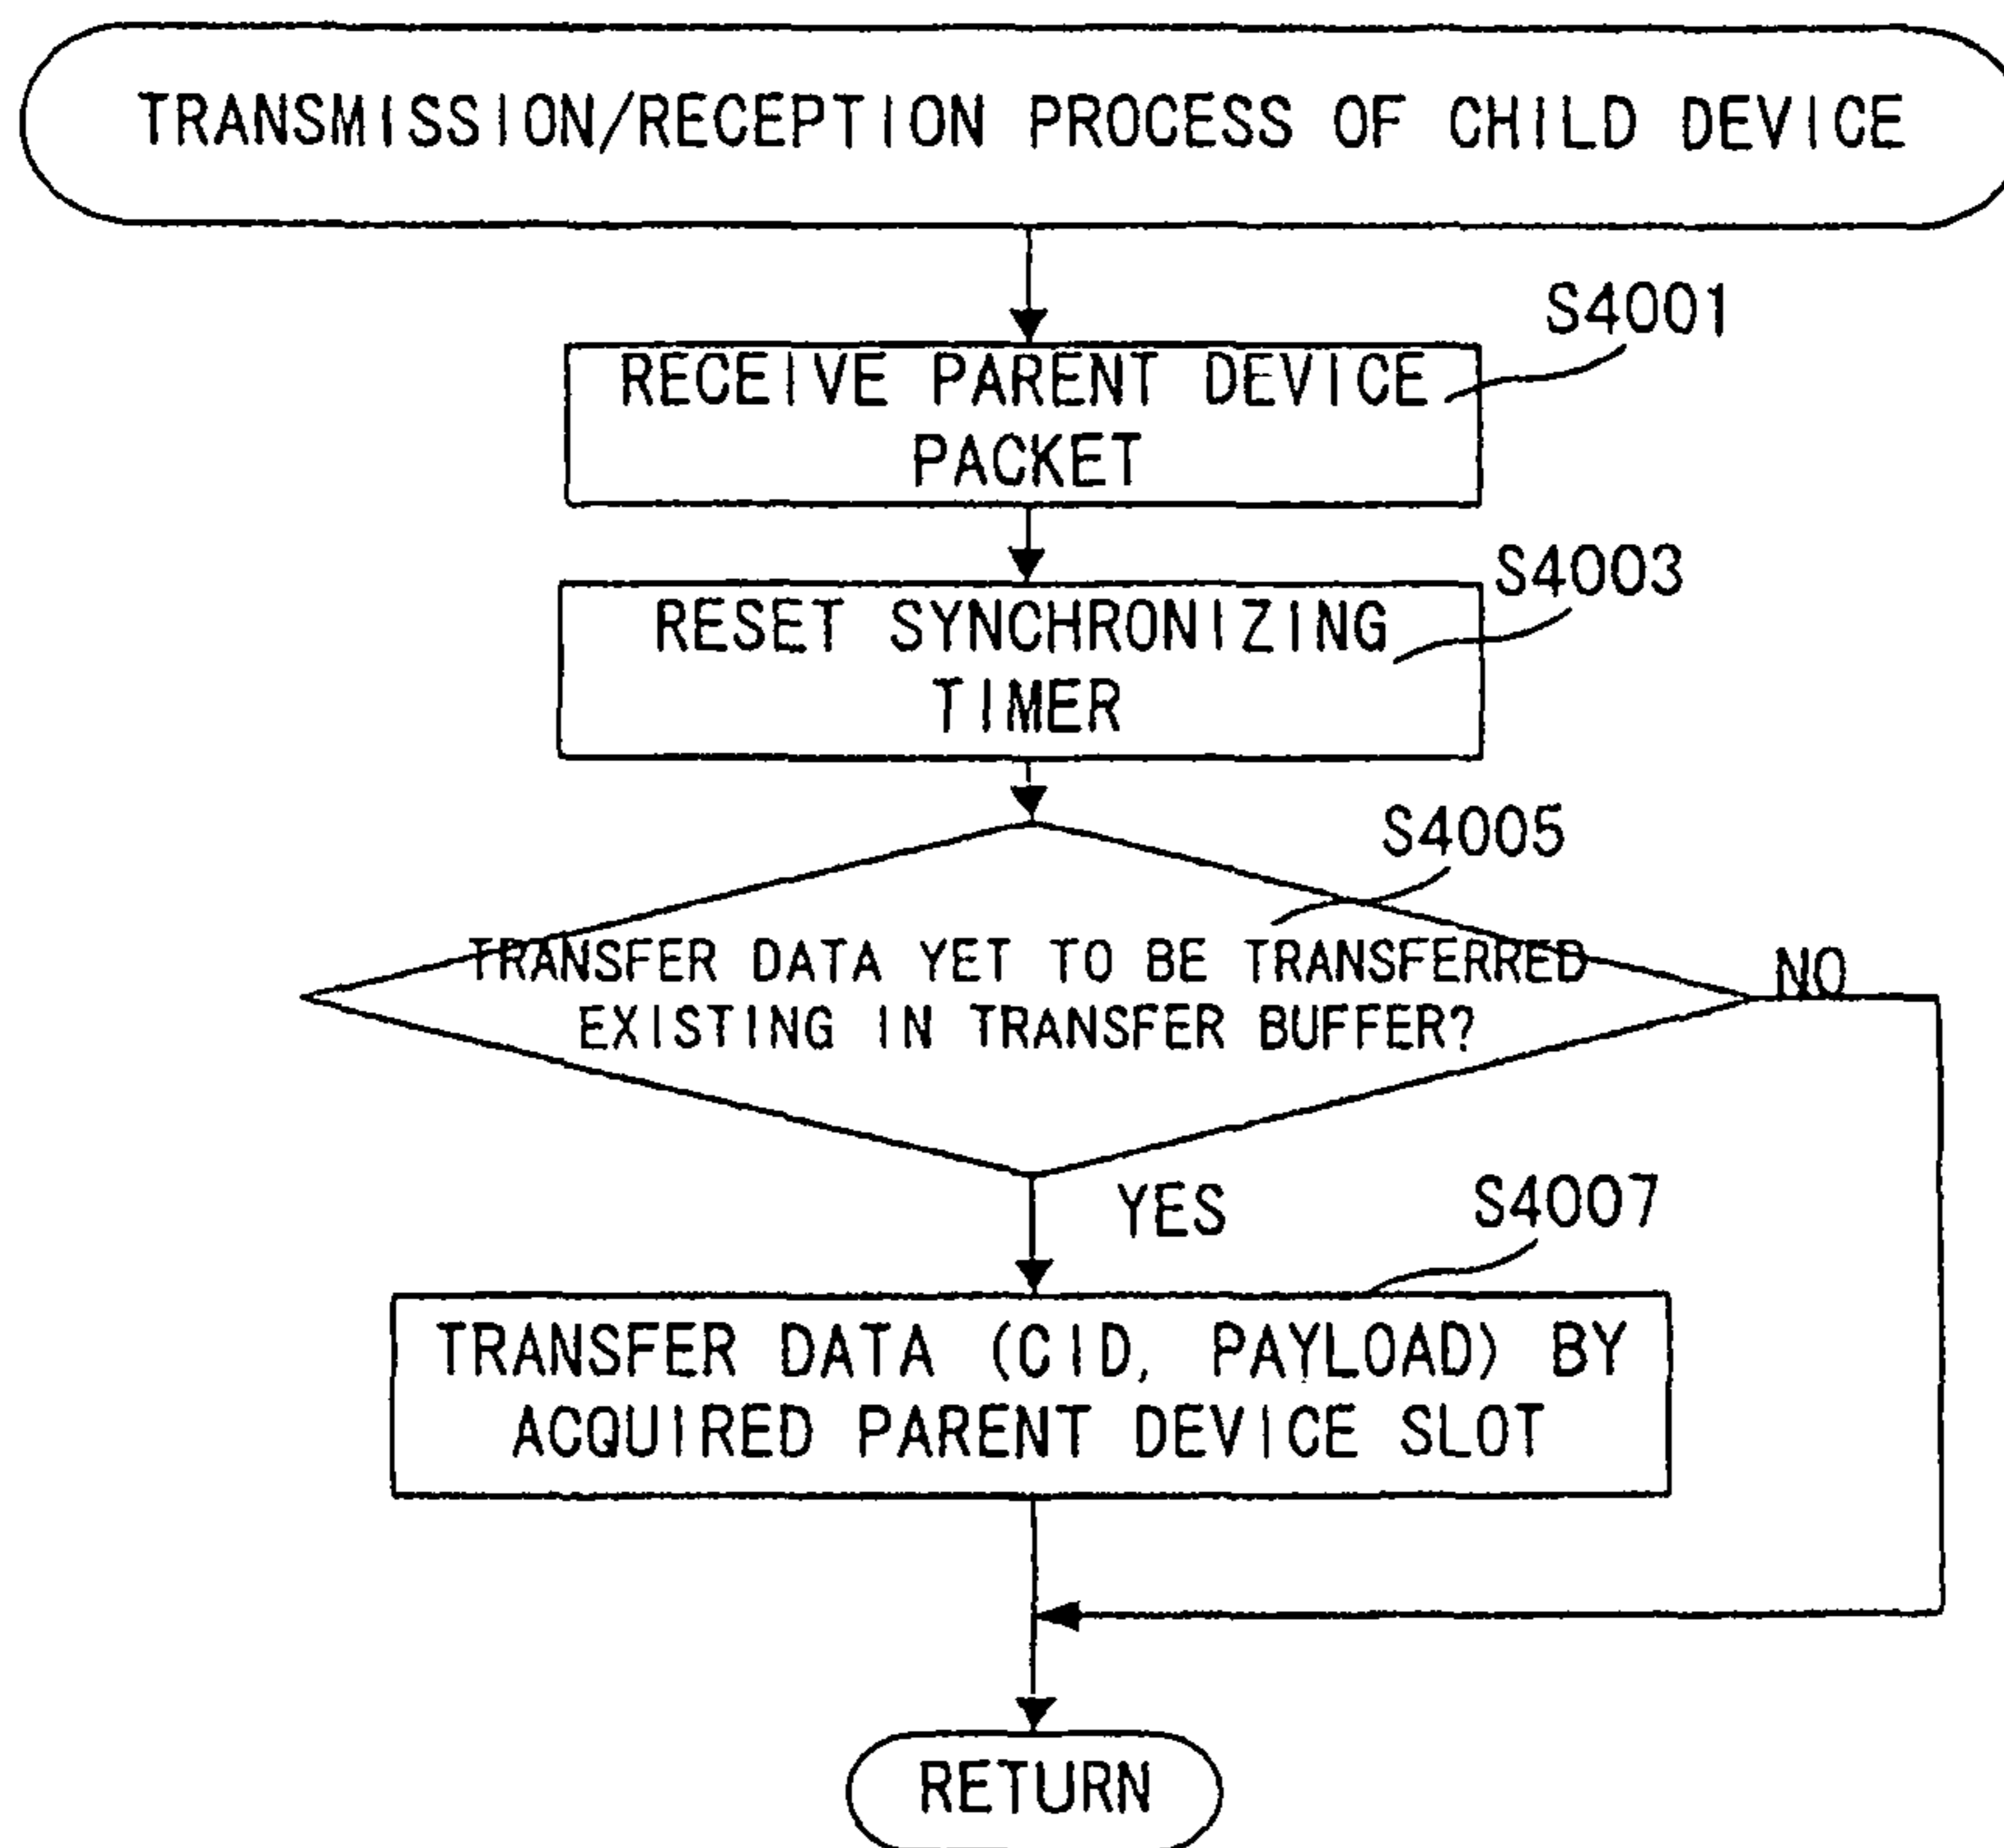 TRANSMISSION/RECEPTION PROCESS OF CHILD DEVICE
S4001
RECEIVE PARENT DEVICE
PACKET
S4003
RESET SYNCHRONIZING
TIMER
S4005
TRANSFER DATA YET TO BE TRANSFERRED
EXISTING IN TRANSFER BUFFER?
NO
YES
S4007
TRANSFER DATA (CID, PAYLOAD) BY
ACQUIRED PARENT DEVICE SLOT
RETURN